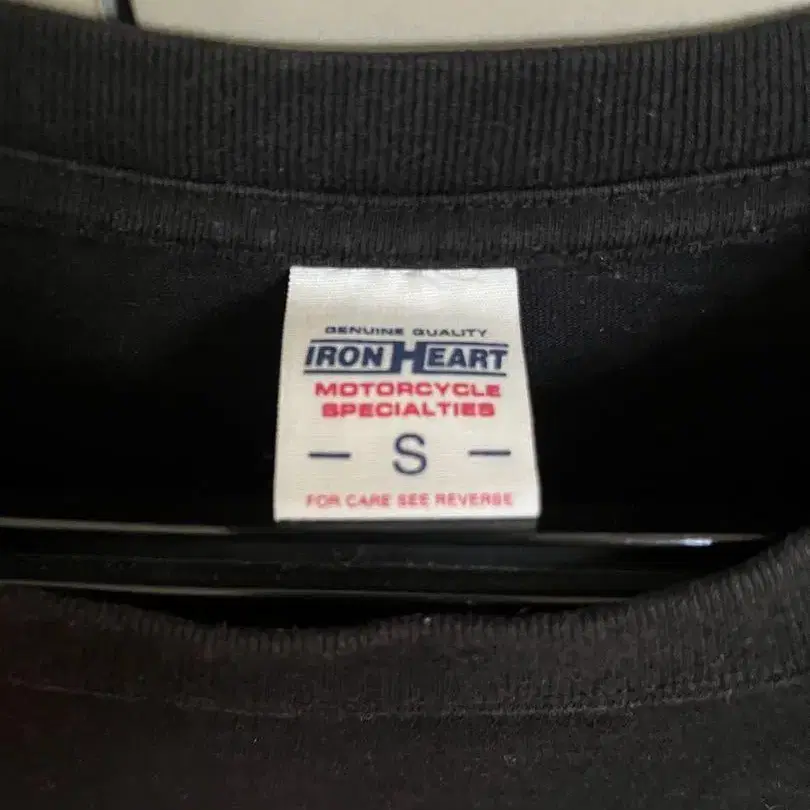 GENUINE QUALITY
IRON HEART
MOTORCYCLE
SPECIALTIES
– S –
FOR CARE SEE REVERSE